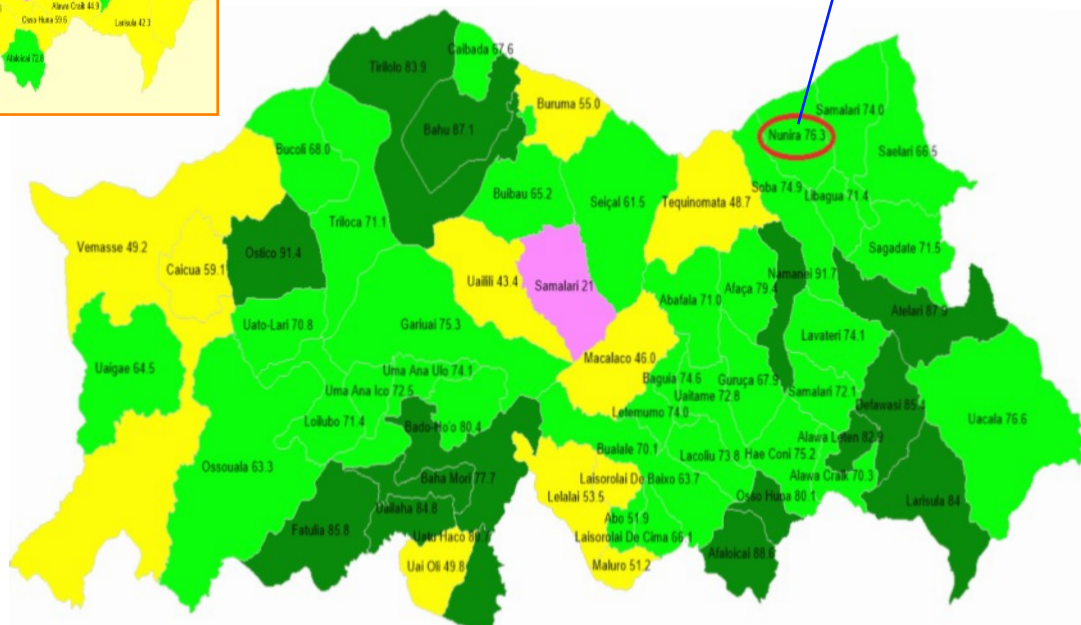 Alawa Craik 44.9
Osso Huna 59.6
Larisula 42.3
Afaloicai 72.8
Caibada 67.6
Tirilolo 83.9
Buruma 55.0
Samalari 74.0
Bahu 87.1
Nunira 76.3
Bucoli 68.0
Saelari 66.5
Buibau 65.2
Seiçal 61.5
Tequinomata 48.7
Soba 74.9
Libagua 71.4
Triloca 71.1
Vemasse 49.2
Ostico 91.4
Sagadate 71.5
Caicua 59.1
Uailili 43.4
Samalari 21
Namanei 91.7
Afaça 79.4
Abafala 71.0
Atelari 87.9
Uato-Lari 70.8
Gariuai 75.3
Lavateri 74.1
Macalaco 46.0
Uaigae 64.5
Uma Ana Ulo 74.1
Baguia 74.6
Guruça 67.9
Uma Ana Ico 72.5
Uaitame 72.8
Samalari 72.1
Defawasi 85.4
Letemumo 74.0
Uacala 76.6
Loilubo 71.4
Bado-Ho'o 80.4
Alawa Leten 82.9
Bualale 70.1
Lacoliu 73.8
Hae Coni 75.2
Ossouala 63.3
Baha Mori 77.7
Laisorolai De Baixo 63.7
Alawa Craik 70.3
Lelalai 53.5
Osso Huna 80.1
Larisula 84
Uailaha 84.8
Abo 51.9
Fatulia 85.8
Uatu Haco
Laisorolai De Cima 66.1
Afaloicai 88.6
Uai Oli 49.8
Maluro 51.2